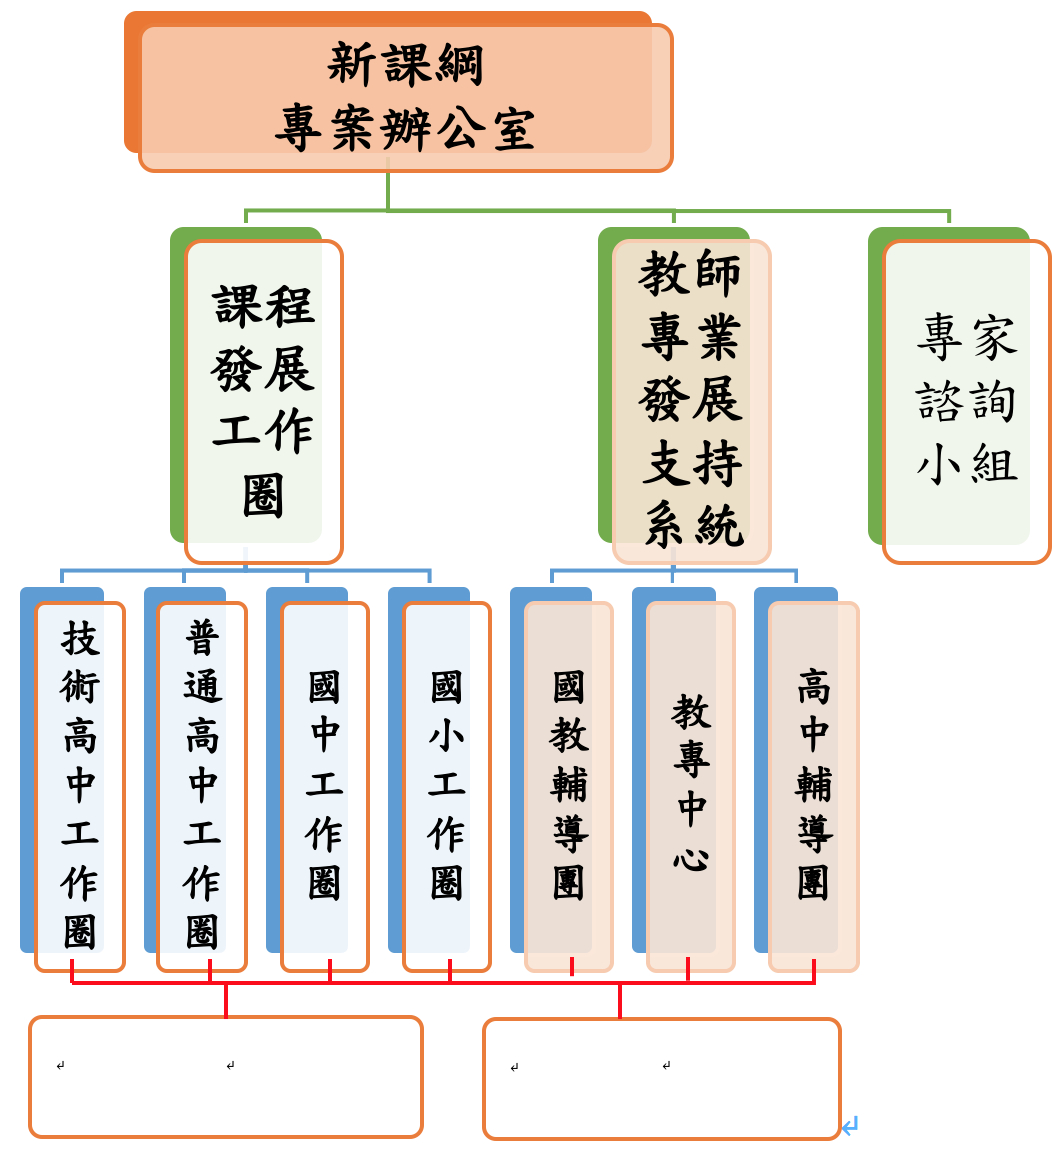 新課綱
專案辦公室
課程
發展
工作
圈
教師
專業
發展
支持
系統
專家
諮詢
小組
技術高中工作圈
普通高中工作圈
國中工作圈
國小工作圈
國教輔導團
教專中心
高中輔導團